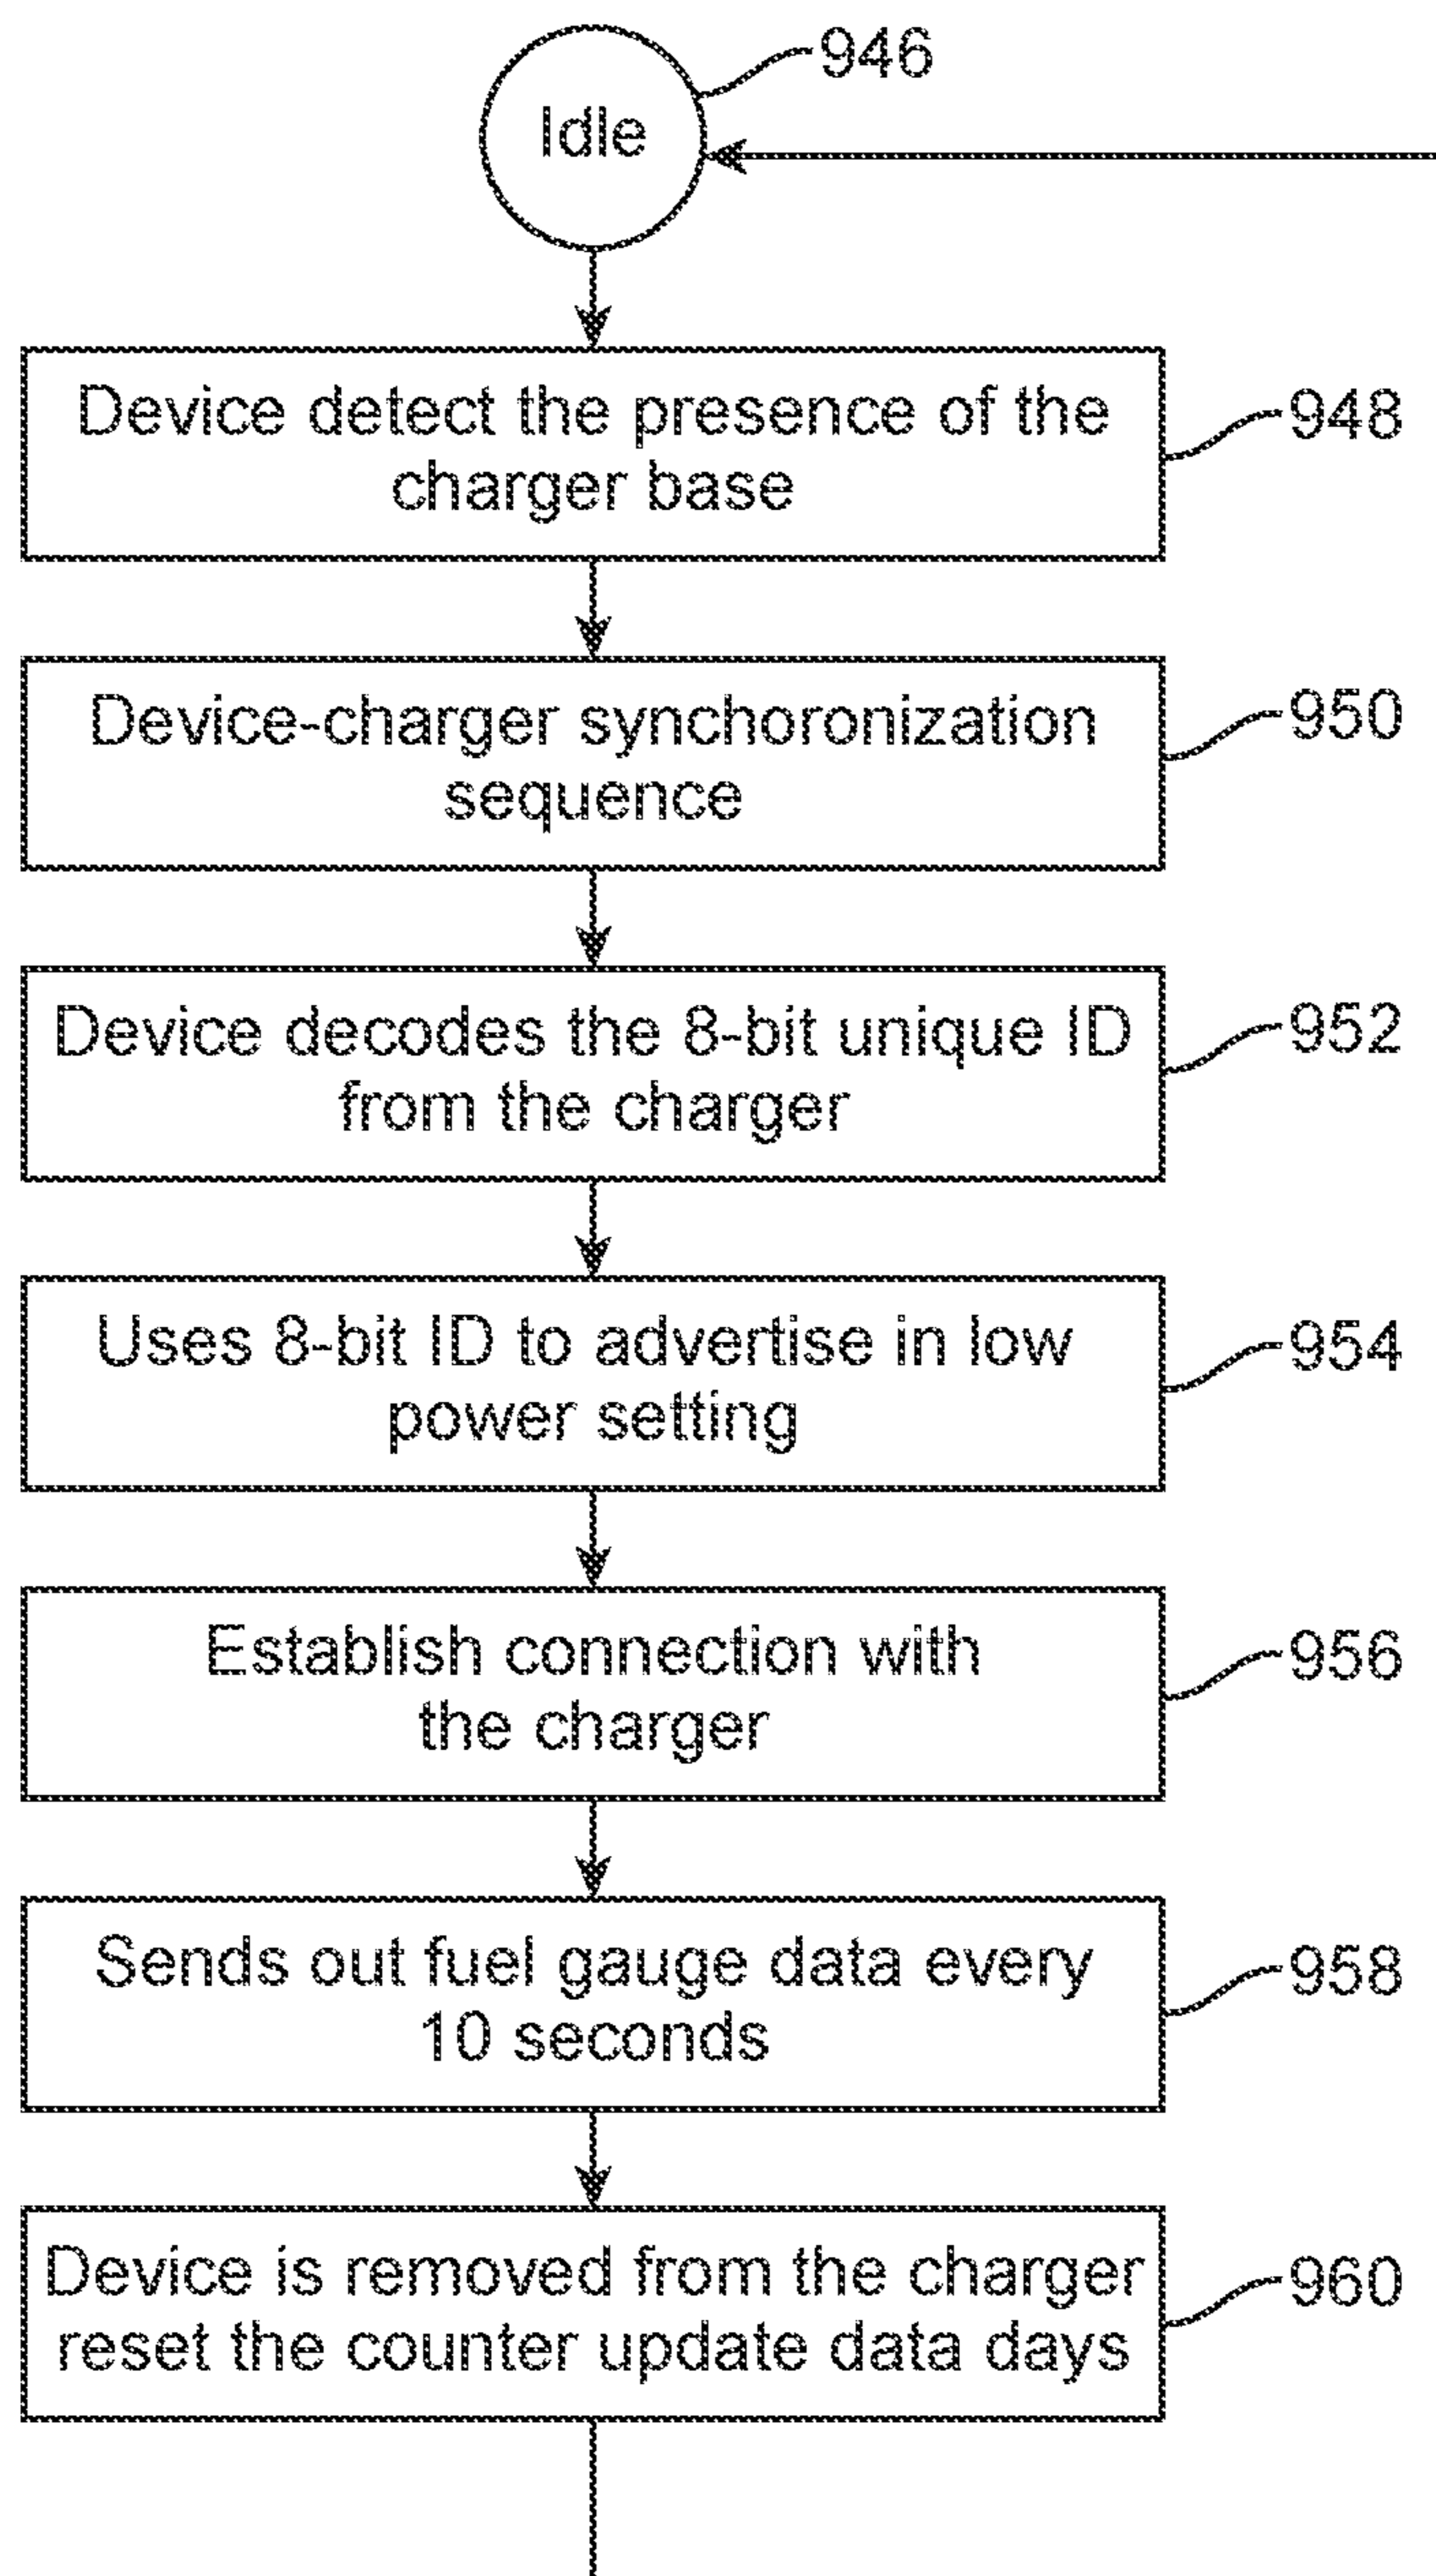 946
Idle
Device detect the presence of the
charger base
948
Device-charger synchoronization
sequence
950
Device decodes the 8-bit unique ID
from the charger
952
Uses 8-bit ID to advertise in low
power setting
954
Establish connection with
the charger
956
Sends out fuel gauge data every
10 seconds
958
Device is removed from the charger
reset the counter update data days
960